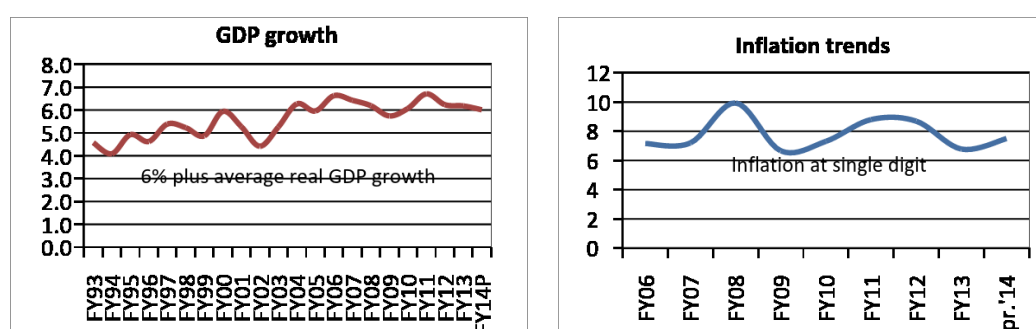 GDP growth
8.0
7.0
6.0
5.0
4.0
3.0
2.0
1.0
0.0
6% plus average real GDP growth
FY93
FY94
FY95
FY96
FY97
FY98
FY99
FY00
FY01
FY02
FY03
FY04
FY05
FY06
FY07
FY08
FY09
FY10
FY11
FY12
FY13
FY14P
Inflation trends
12
10
8
6
4
2
0
Inflation at single digit
FY06
FY07
FY08
FY09
FY10
FY11
FY12
FY13
pr.'14